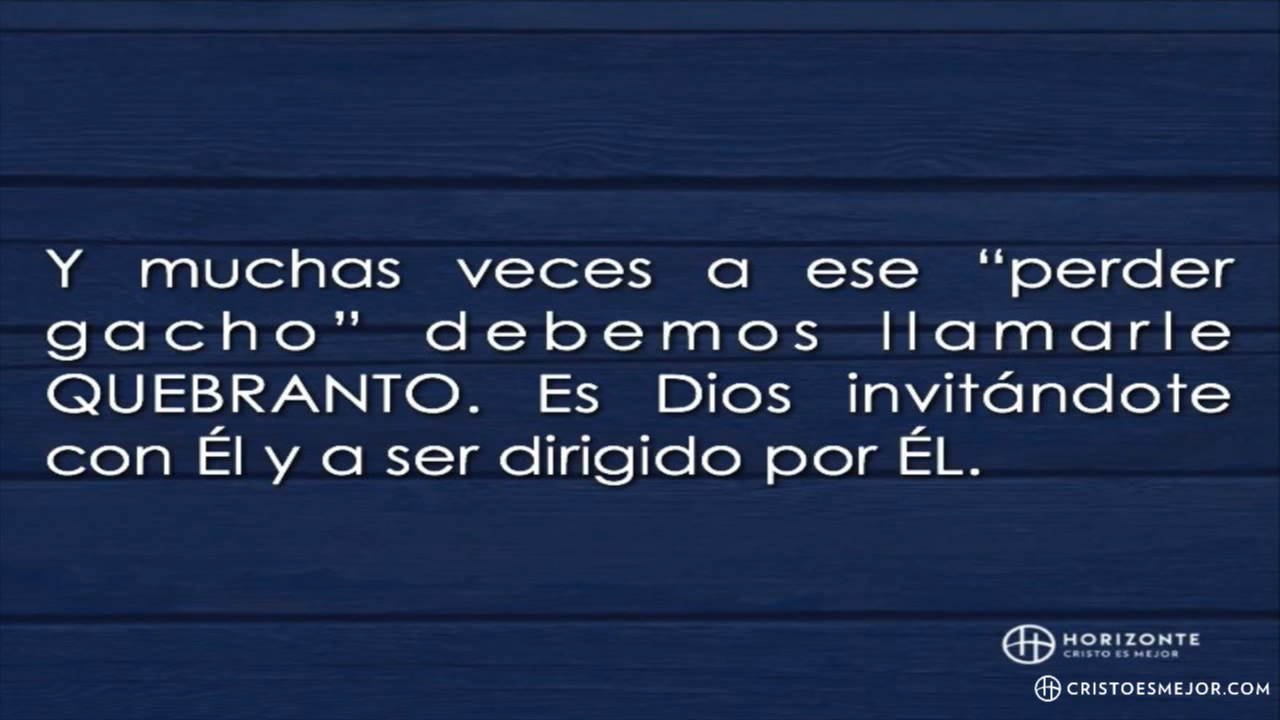 Y muchas veces a ese “perder
gacho” debemos llamarle
QUEBRANTO. Es Dios invitándote
con Él y a ser dirigido por ÉL.
HORIZONTE
CRISTO ES MEJOR
CRISTOESMEJOR.COM